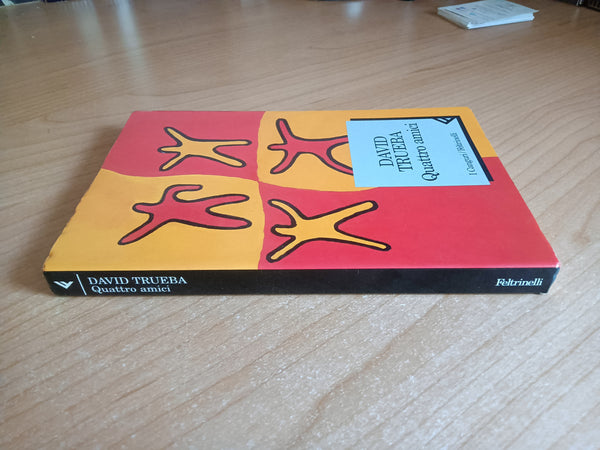 DAVID
TRUEBA
Quattro amici
I Canguri / Feltrinelli
DAVID TRUEBA
Quattro amici
Feltrinelli